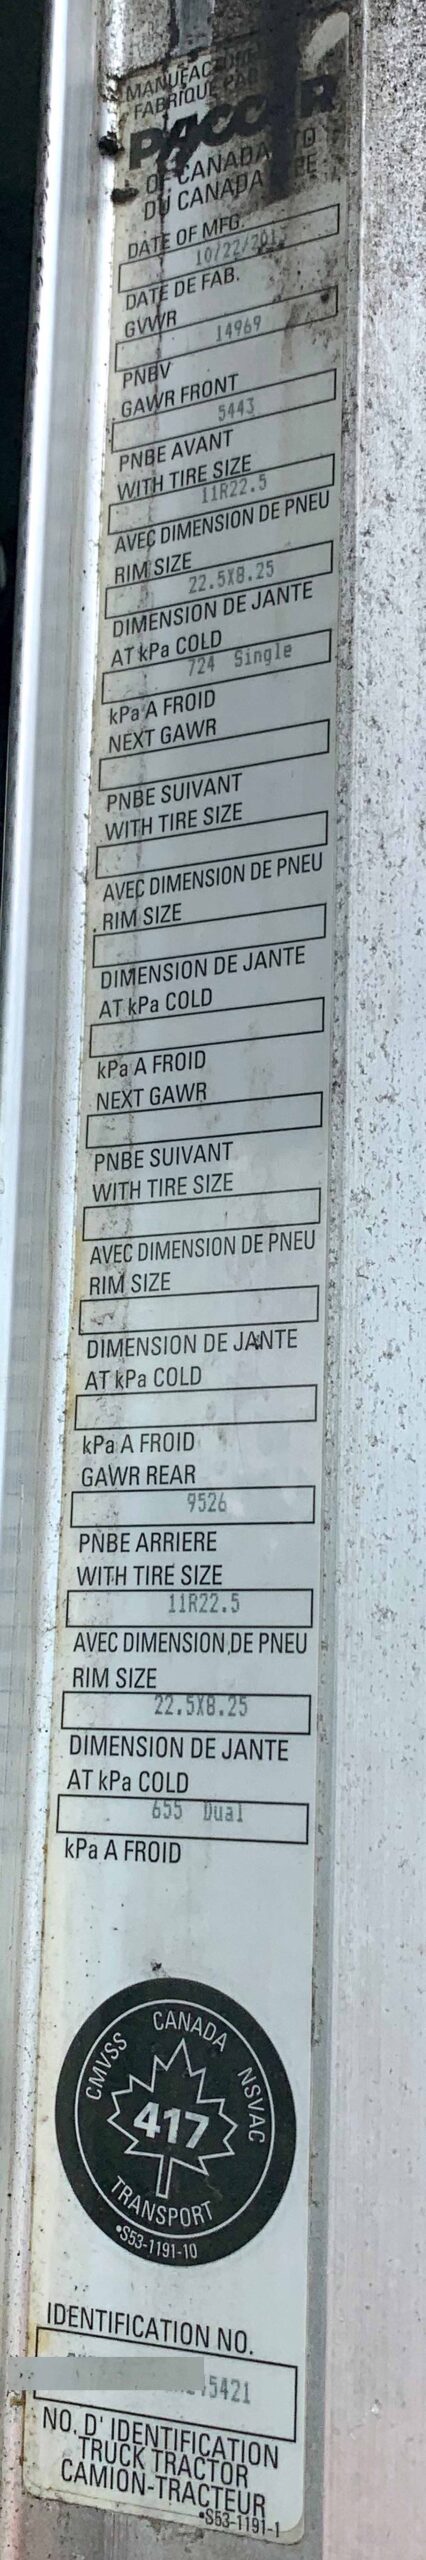 MANUFACTURED
FABRIQUE PAR
PACCAR
OF CANADA LTD
DU CANADA
DATE OF MFG.
DATE DE FAB.
GVWR
14969
PNBV
GAWR FRONT
5443
PNBE AVANT
WITH TIRE SIZE
11R22.5
AVEC DIMENSION DE PNEU
RIM SIZE
22.5X8.25
DIMENSION DE JANTE
AT kPa COLD
724 Single
kPa A FROID
NEXT GAWR
PNBE SUIVANT
WITH TIRE SIZE
AVEC DIMENSION DE PNEU
RIM SIZE
DIMENSION DE JANTE
AT kPa COLD
kPa A FROID
NEXT GAWR
PNBE SUIVANT
WITH TIRE SIZE
AVEC DIMENSION DE PNEU
RIM SIZE
DIMENSION DE JANTE
AT kPa COLD
kPa A FROID
GAWR REAR
9526
PNBE ARRIERE
WITH TIRE SIZE
11R22.5
AVEC DIMENSION DE PNEU
RIM SIZE
22.5X8.25
DIMENSION DE JANTE
AT kPa COLD
655 Dual
kPa A FROID
CMVSS CANADA NSVAC
417
TRANSPORT
•S53-1191-10
IDENTIFICATION NO.
5421
NO. D' IDENTIFICATION
TRUCK TRACTOR
CAMION-TRACTEUR
•S53-1191-1